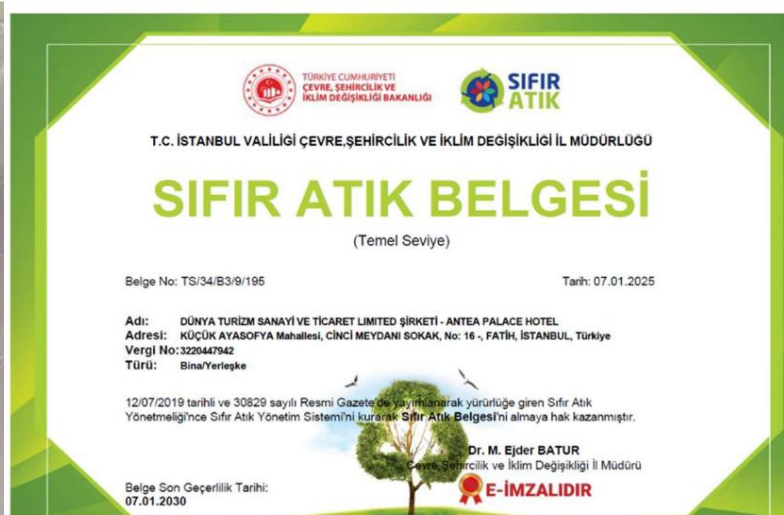 TÜRKİYE CUMHURİYETİ
ÇEVRE, ŞEHİRCİLİK VE
İKLİM DEĞİŞİKLİĞİ BAKANLIĞI
SIFIR
ATIK
T.C. İSTANBUL VALİLİĞİ ÇEVRE,ŞEHİRCİLİK VE İKLİM DEĞİŞİKLİĞİ İL MÜDÜRLÜĞÜ
SIFIR ATIK BELGESİ
(Temel Seviye)
Belge No: TS/34/B3/9/195 Tarih: 07.01.2025
Adı: DÜNYA TURİZM SANAYİ VE TİCARET LIMITED ŞİRKETİ - ANTEA PALACE HOTEL
Adresi: KÜÇÜK AYASOFYA Mahallesi, CİNCİ MEYDANI SOKAK, No: 16 -, FATİH, İSTANBUL, Türkiye
Vergi No:3220447942
Türü: Bina/Yerleşke
12/07/2019 tarihli ve 30829 sayılı Resmi Gazete'de yayımlanarak yürürlüğe giren Sıfır Atık
Yönetmeliği'nce Sıfır Atık Yönetim Sistemi'ni kurarak Sıfır Atık Belgesi'ni almaya hak kazanmıştır.
Dr. M. Ejder BATUR
Çevre,Şehircilik ve İklim Değişikliği İl Müdürü
Belge Son Geçerlilik Tarihi:
07.01.2030
E-İMZALIDIR